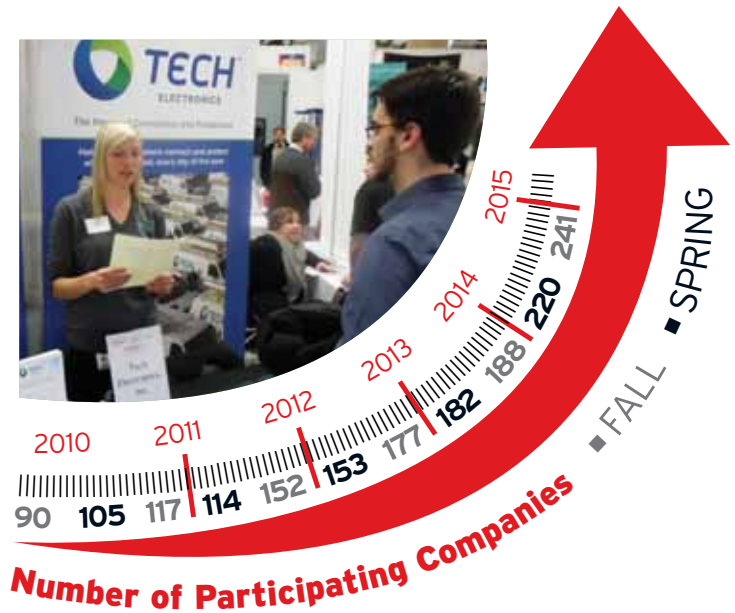 TECH
ELECTRONICS
2010
2011
2012
2013
2014
2015
90 105 117 114 152 153 177 182 188 220 241
FALL
SPRING
Number of Participating Companies